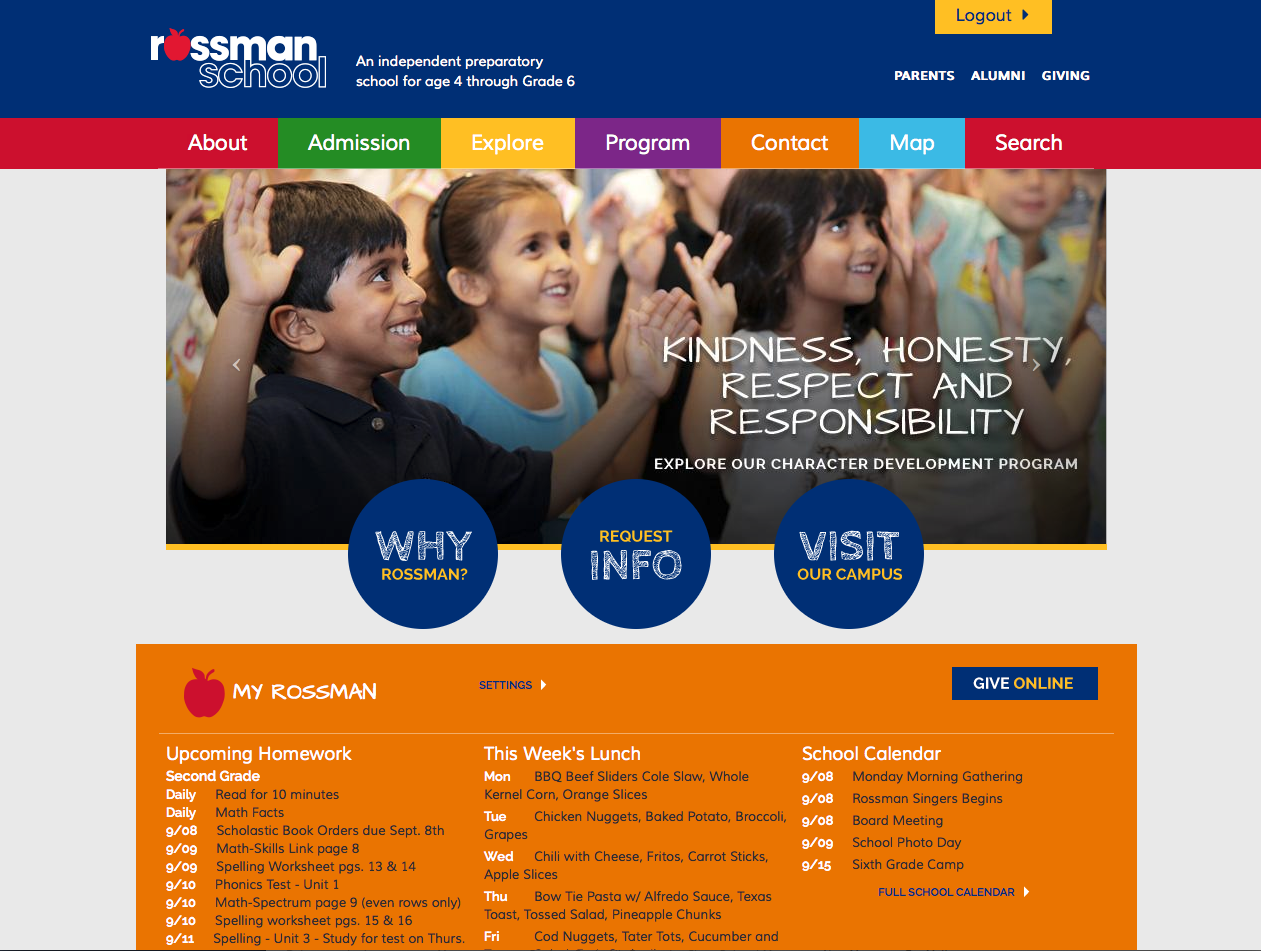 Logout
rossman
school
An independent preparatory
school for age 4 through Grade 6
PARENTS ALUMNI GIVING
About Admission Explore Program Contact Map Search
KINDNESS, HONESTY,
RESPECT AND
RESPONSIBILITY
EXPLORE OUR CHARACTER DEVELOPMENT PROGRAM
WHY
ROSSMAN?
REQUEST
INFO
VISIT
OUR CAMPUS
MY ROSSMAN
SETTINGS
GIVE ONLINE
Upcoming Homework
Second Grade
Daily Read for 10 minutes
Daily Math Facts
9/08 Scholastic Book Orders due Sept. 8th
9/09 Math-Skills Link page 8
9/09 Spelling Worksheet pgs. 13 & 14
9/10 Phonics Test - Unit 1
9/10 Math-Spectrum page 9 (even rows only)
9/10 Spelling worksheet pgs. 15 & 16
9/11 Spelling - Unit 3 - Study for test on Thurs.
This Week's Lunch
Mon BBQ Beef Sliders Cole Slaw, Whole
Kernel Corn, Orange Slices
Tue Chicken Nuggets, Baked Potato, Broccoli,
Grapes
Wed Chili with Cheese, Fritos, Carrot Sticks,
Apple Slices
Thu Bow Tie Pasta w/ Alfredo Sauce, Texas
Toast, Tossed Salad, Pineapple Chunks
Fri Cod Nuggets, Tater Tots, Cucumber and
School Calendar
9/08 Monday Morning Gathering
9/08 Rossman Singers Begins
9/08 Board Meeting
9/09 School Photo Day
9/15 Sixth Grade Camp
FULL SCHOOL CALENDAR